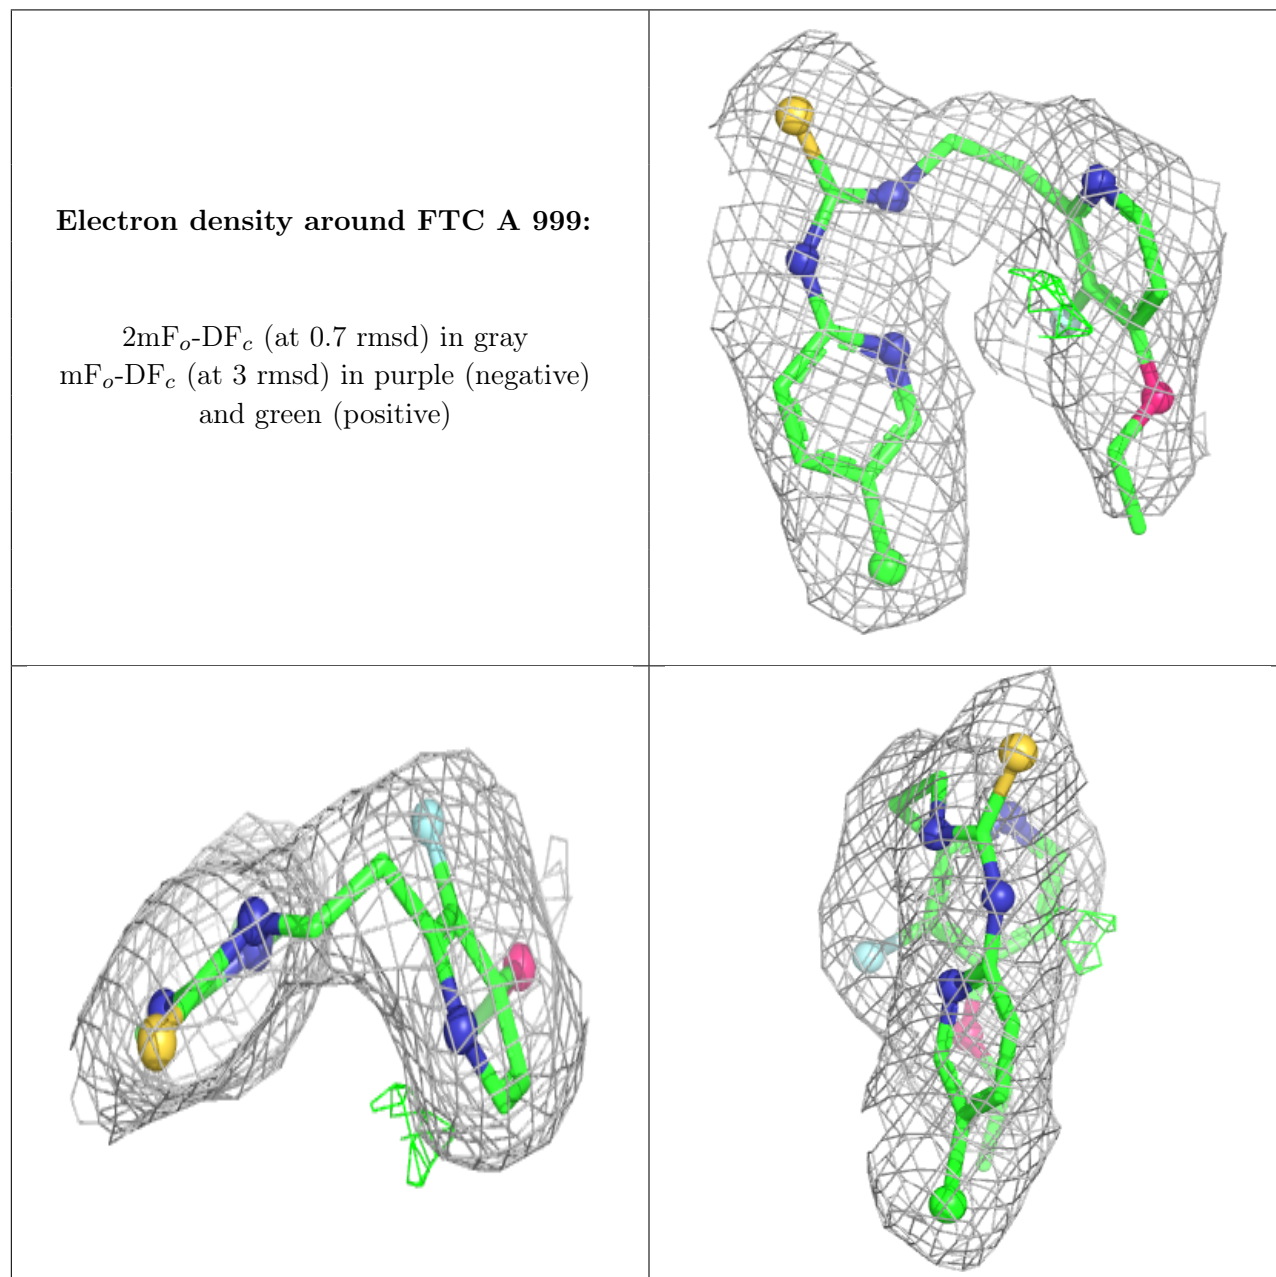 Electron density around FTC A 999:
2mFo-DFc (at 0.7 rmsd) in gray
mFo-DFc (at 3 rmsd) in purple (negative)
and green (positive)